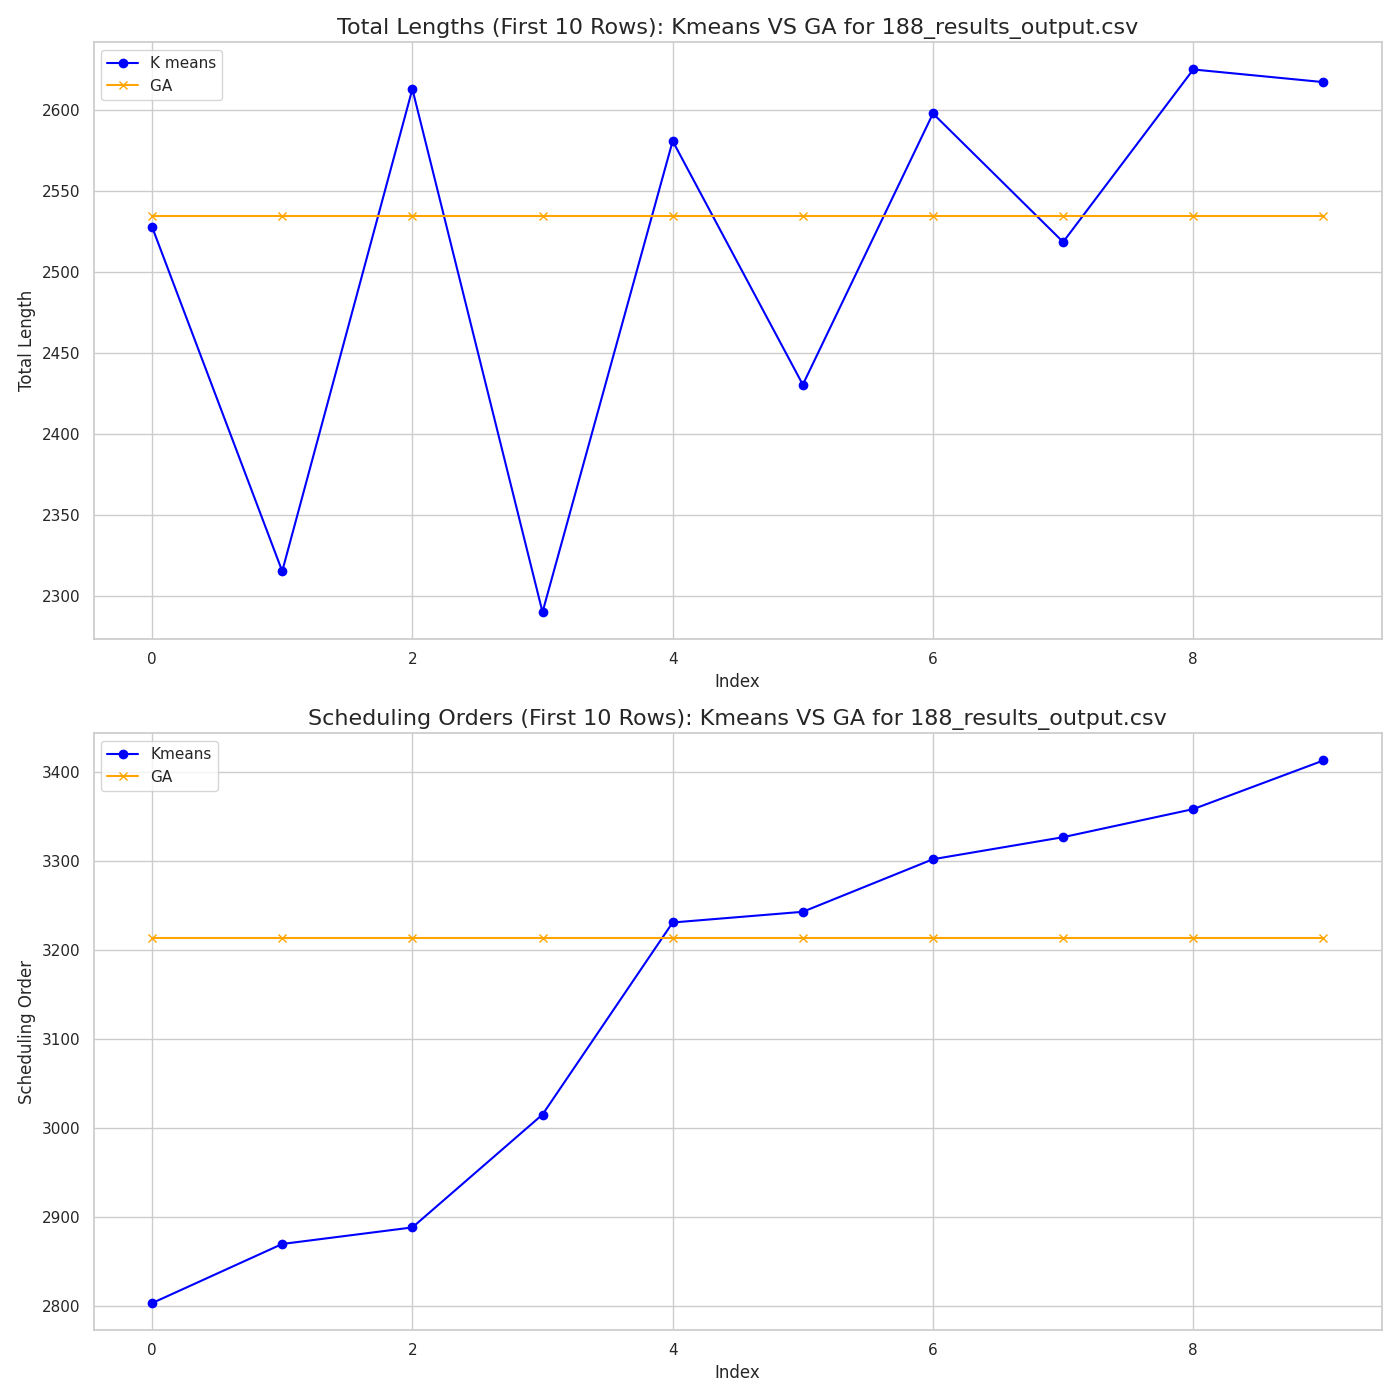 Total Lengths (First 10 Rows): Kmeans VS GA for 188_results_output.csv
K means
GA
2600
2550
2500
2450
2400
2350
2300
Total Length
0 2 4 6 8
Index
Scheduling Orders (First 10 Rows): Kmeans VS GA for 188_results_output.csv
Kmeans
GA
3400
3300
3200
3100
3000
2900
2800
Scheduling Order
0 2 4 6 8
Index